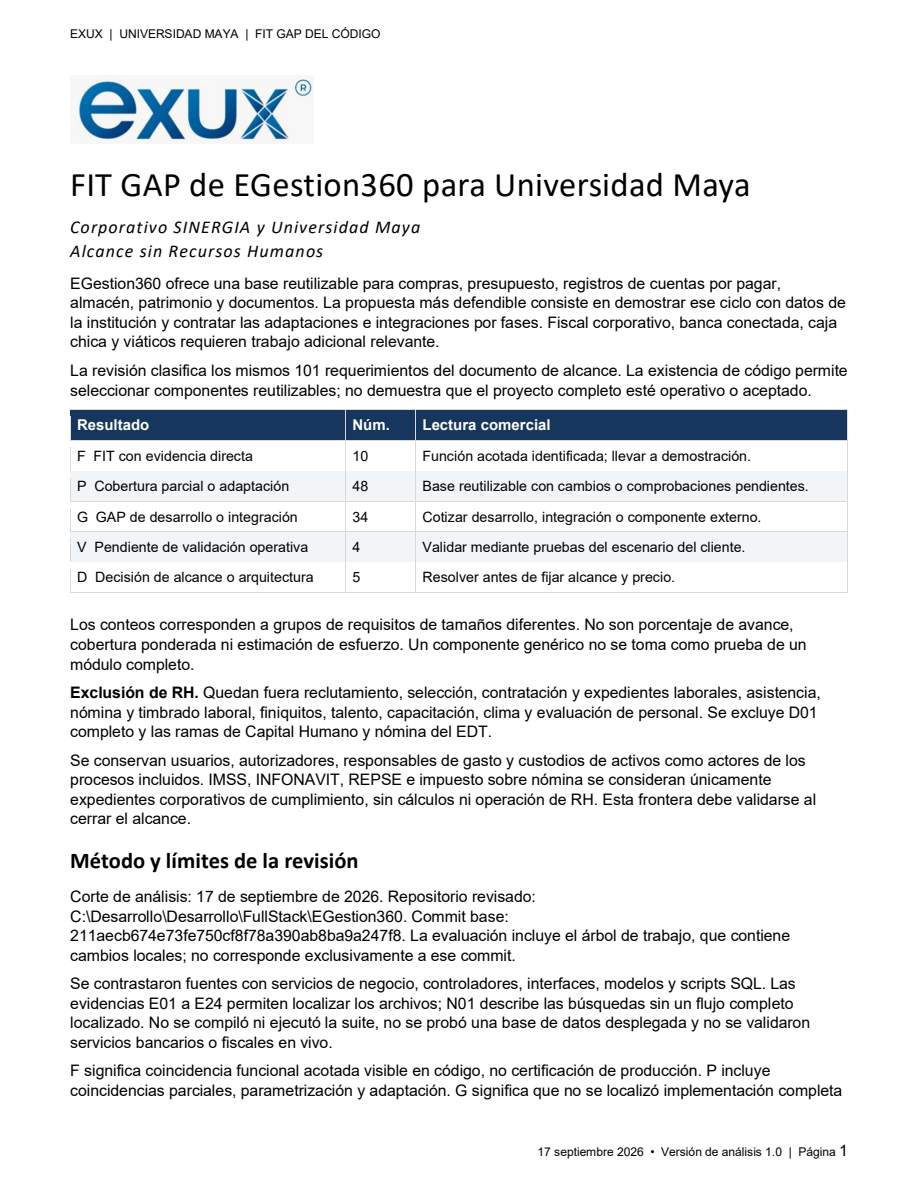 EXUX | UNIVERSIDAD MAYA | FIT GAP DEL CÓDIGO
exux ®
FIT GAP de EGestion360 para Universidad Maya
Corporativo SINERGIA y Universidad Maya
Alcance sin Recursos Humanos
EGestion360 ofrece una base reutilizable para compras, presupuesto, registros de cuentas por pagar,
almacén, patrimonio y documentos. La propuesta más defendible consiste en demostrar ese ciclo con datos de
la institución y contratar las adaptaciones e integraciones por fases. Fiscal corporativo, banca conectada, caja
chica y viáticos requieren trabajo adicional relevante.
La revisión clasifica los mismos 101 requerimientos del documento de alcance. La existencia de código permite
seleccionar componentes reutilizables; no demuestra que el proyecto completo esté operativo o aceptado.
Resultado Núm. Lectura comercial
F FIT con evidencia directa 10 Función acotada identificada; llevar a demostración.
P Cobertura parcial o adaptación 48 Base reutilizable con cambios o comprobaciones pendientes.
G GAP de desarrollo o integración 34 Cotizar desarrollo, integración o componente externo.
V Pendiente de validación operativa 4 Validar mediante pruebas del escenario del cliente.
D Decisión de alcance o arquitectura 5 Resolver antes de fijar alcance y precio.
Los conteos corresponden a grupos de requisitos de tamaños diferentes. No son porcentaje de avance,
cobertura ponderada ni estimación de esfuerzo. Un componente genérico no se toma como prueba de un
módulo completo.
Exclusión de RH. Quedan fuera reclutamiento, selección, contratación y expedientes laborales, asistencia,
nómina y timbrado laboral, finiquitos, talento, capacitación, clima y evaluación de personal. Se excluye D01
completo y las ramas de Capital Humano y nómina del EDT.
Se conservan usuarios, autorizadores, responsables de gasto y custodios de activos como actores de los
procesos incluidos. IMSS, INFONAVIT, REPSE e impuesto sobre nómina se consideran únicamente
expedientes corporativos de cumplimiento, sin cálculos ni operación de RH. Esta frontera debe validarse al
cerrar el alcance.
Método y límites de la revisión
Corte de análisis: 17 de septiembre de 2026. Repositorio revisado:
C:\Desarrollo\Desarrollo\FullStack\EGestion360. Commit base:
211aecb674e73fe750cf8f78a390ab8ba9a247f8. La evaluación incluye el árbol de trabajo, que contiene
cambios locales; no corresponde exclusivamente a ese commit.
Se contrastaron fuentes con servicios de negocio, controladores, interfaces, modelos y scripts SQL. Las
evidencias E01 a E24 permiten localizar los archivos; N01 describe las búsquedas sin un flujo completo
localizado. No se compiló ni ejecutó la suite, no se probó una base de datos desplegada y no se validaron
servicios bancarios o fiscales en vivo.
F significa coincidencia funcional acotada visible en código, no certificación de producción. P incluye
coincidencias parciales, parametrización y adaptación. G significa que no se localizó implementación completa
17 septiembre 2026 • Versión de análisis 1.0 | Página 1